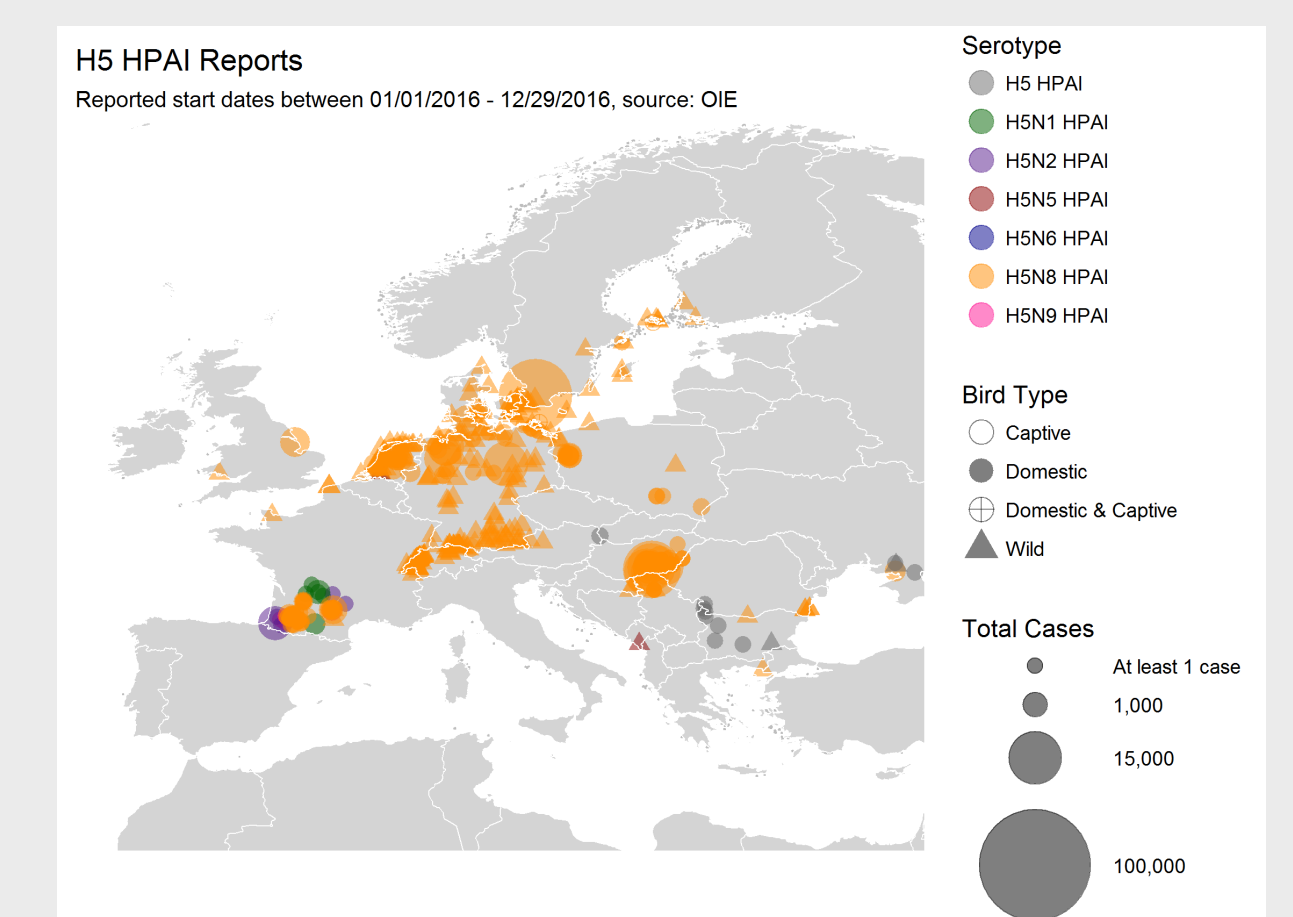 H5 HPAI Reports
Reported start dates between 01/01/2016 - 12/29/2016, source: OIE
Serotype
H5 HPAI
H5N1 HPAI
H5N2 HPAI
H5N5 HPAI
H5N6 HPAI
H5N8 HPAI
H5N9 HPAI
Bird Type
Captive
Domestic
Domestic & Captive
Wild
Total Cases
At least 1 case
1,000
15,000
100,000